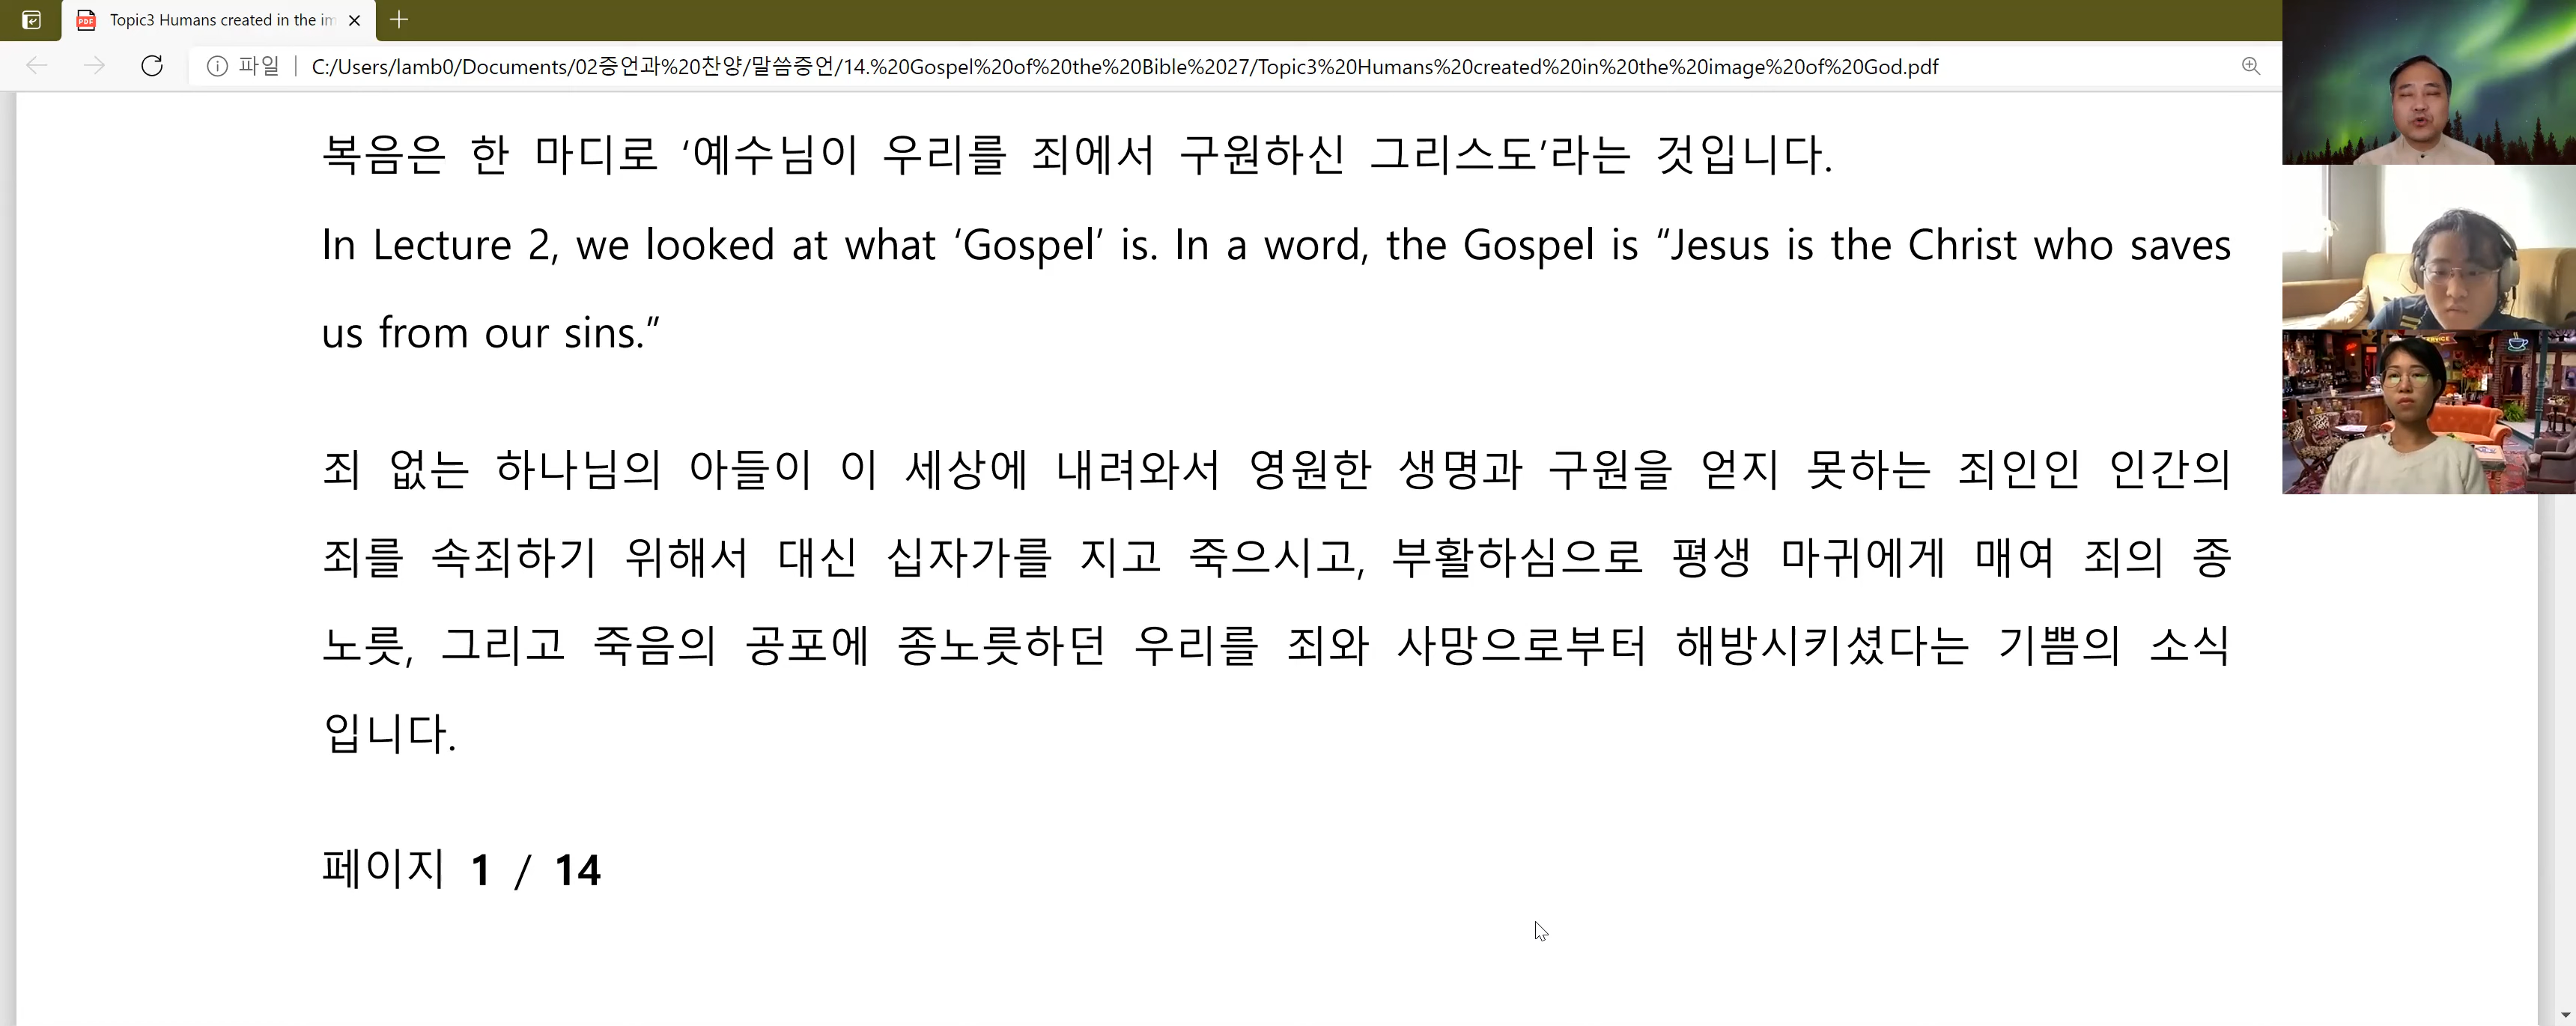 Topic3 Humans created in the im
파일
C:/Users/lamb0/Documents/02증언과%20찬양/말씀증언/14.%20Gospel%20of%20the%20Bible%2027/Topic3%20Humans%20created%20in%20the%20image%20of%20God.pdf
복음은 한 마디로 ‘예수님이 우리를 죄에서 구원하신 그리스도’라는 것입니다.
In Lecture 2, we looked at what ‘Gospel’ is. In a word, the Gospel is “Jesus is the Christ who saves
us from our sins.”
죄 없는 하나님의 아들이 이 세상에 내려와서 영원한 생명과 구원을 얻지 못하는 죄인인 인간의
죄를 속죄하기 위해서 대신 십자가를 지고 죽으시고, 부활하심으로 평생 마귀에게 매여 죄의 종
노릇, 그리고 죽음의 공포에 종노릇하던 우리를 죄와 사망으로부터 해방시키셨다는 기쁨의 소식
입니다.
페이지 1 / 14